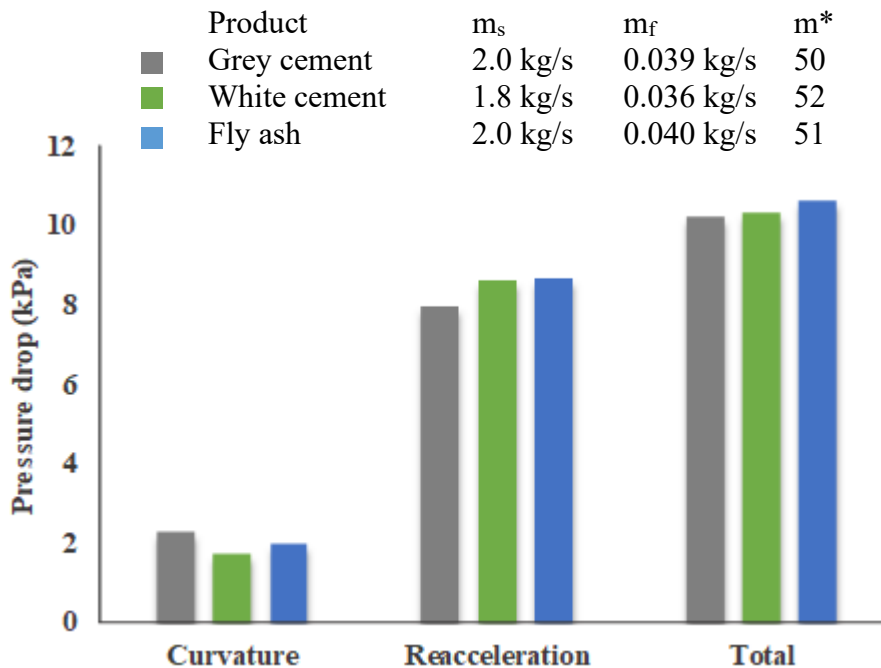 Product m_s m_f m*
Grey cement 2.0 kg/s 0.039 kg/s 50
White cement 1.8 kg/s 0.036 kg/s 52
Fly ash 2.0 kg/s 0.040 kg/s 51
12
10
8
6
4
2
0
Pressure drop (kPa)
Curvature Reacceleration Total